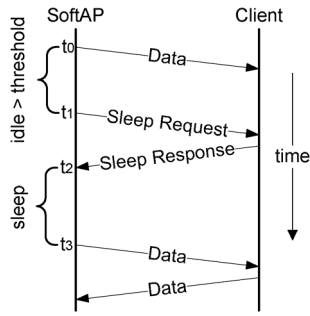 SoftAP Client
t0
Data
idle > threshold
t1
Sleep Request
Sleep Response
t2
time
sleep
t3
Data
Data